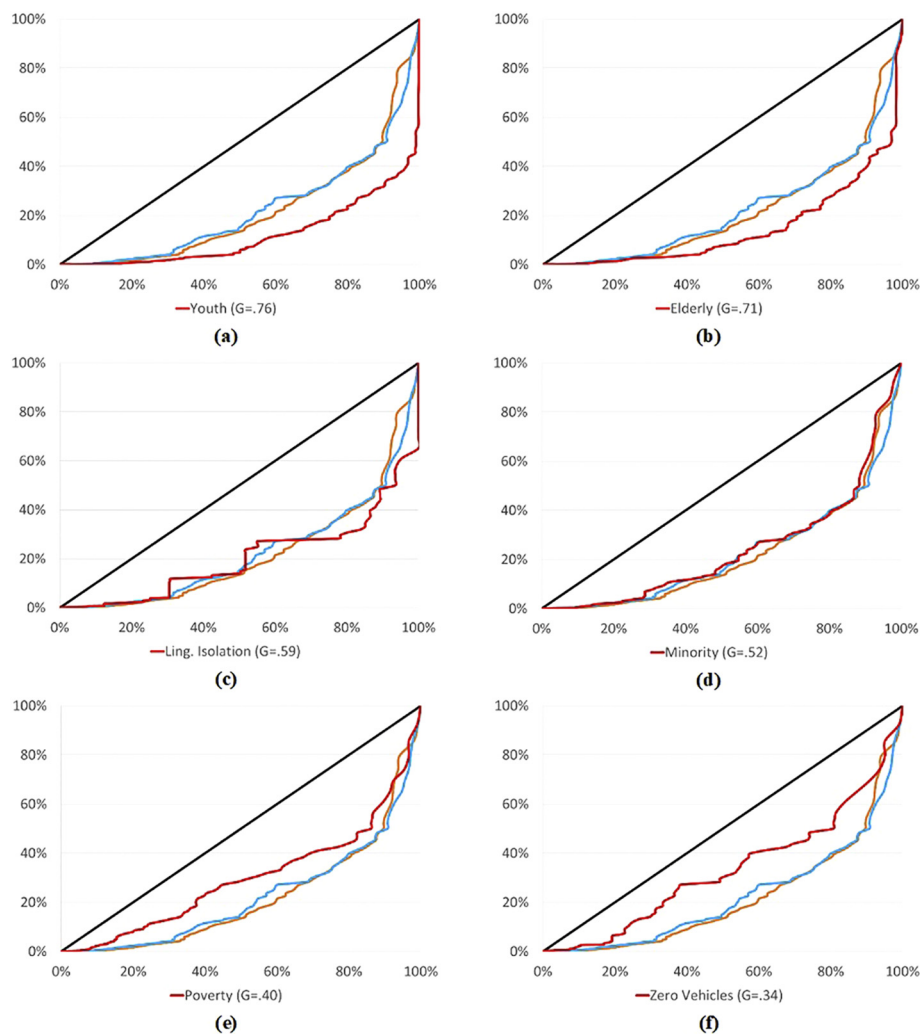 100%
80%
60%
40%
20%
0%
0% 20% 40% 60% 80% 100%
Youth (G=.76)
(a)
100%
80%
60%
40%
20%
0%
0% 20% 40% 60% 80% 100%
Elderly (G=.71)
(b)
100%
80%
60%
40%
20%
0%
0% 20% 40% 60% 80% 100%
Ling. Isolation (G=.59)
(c)
100%
80%
60%
40%
20%
0%
0% 20% 40% 60% 80% 100%
Minority (G=.52)
(d)
100%
80%
60%
40%
20%
0%
0% 20% 40% 60% 80% 100%
Poverty (G=.40)
(e)
100%
80%
60%
40%
20%
0%
0% 20% 40% 60% 80% 100%
Zero Vehicles (G=.34)
(f)